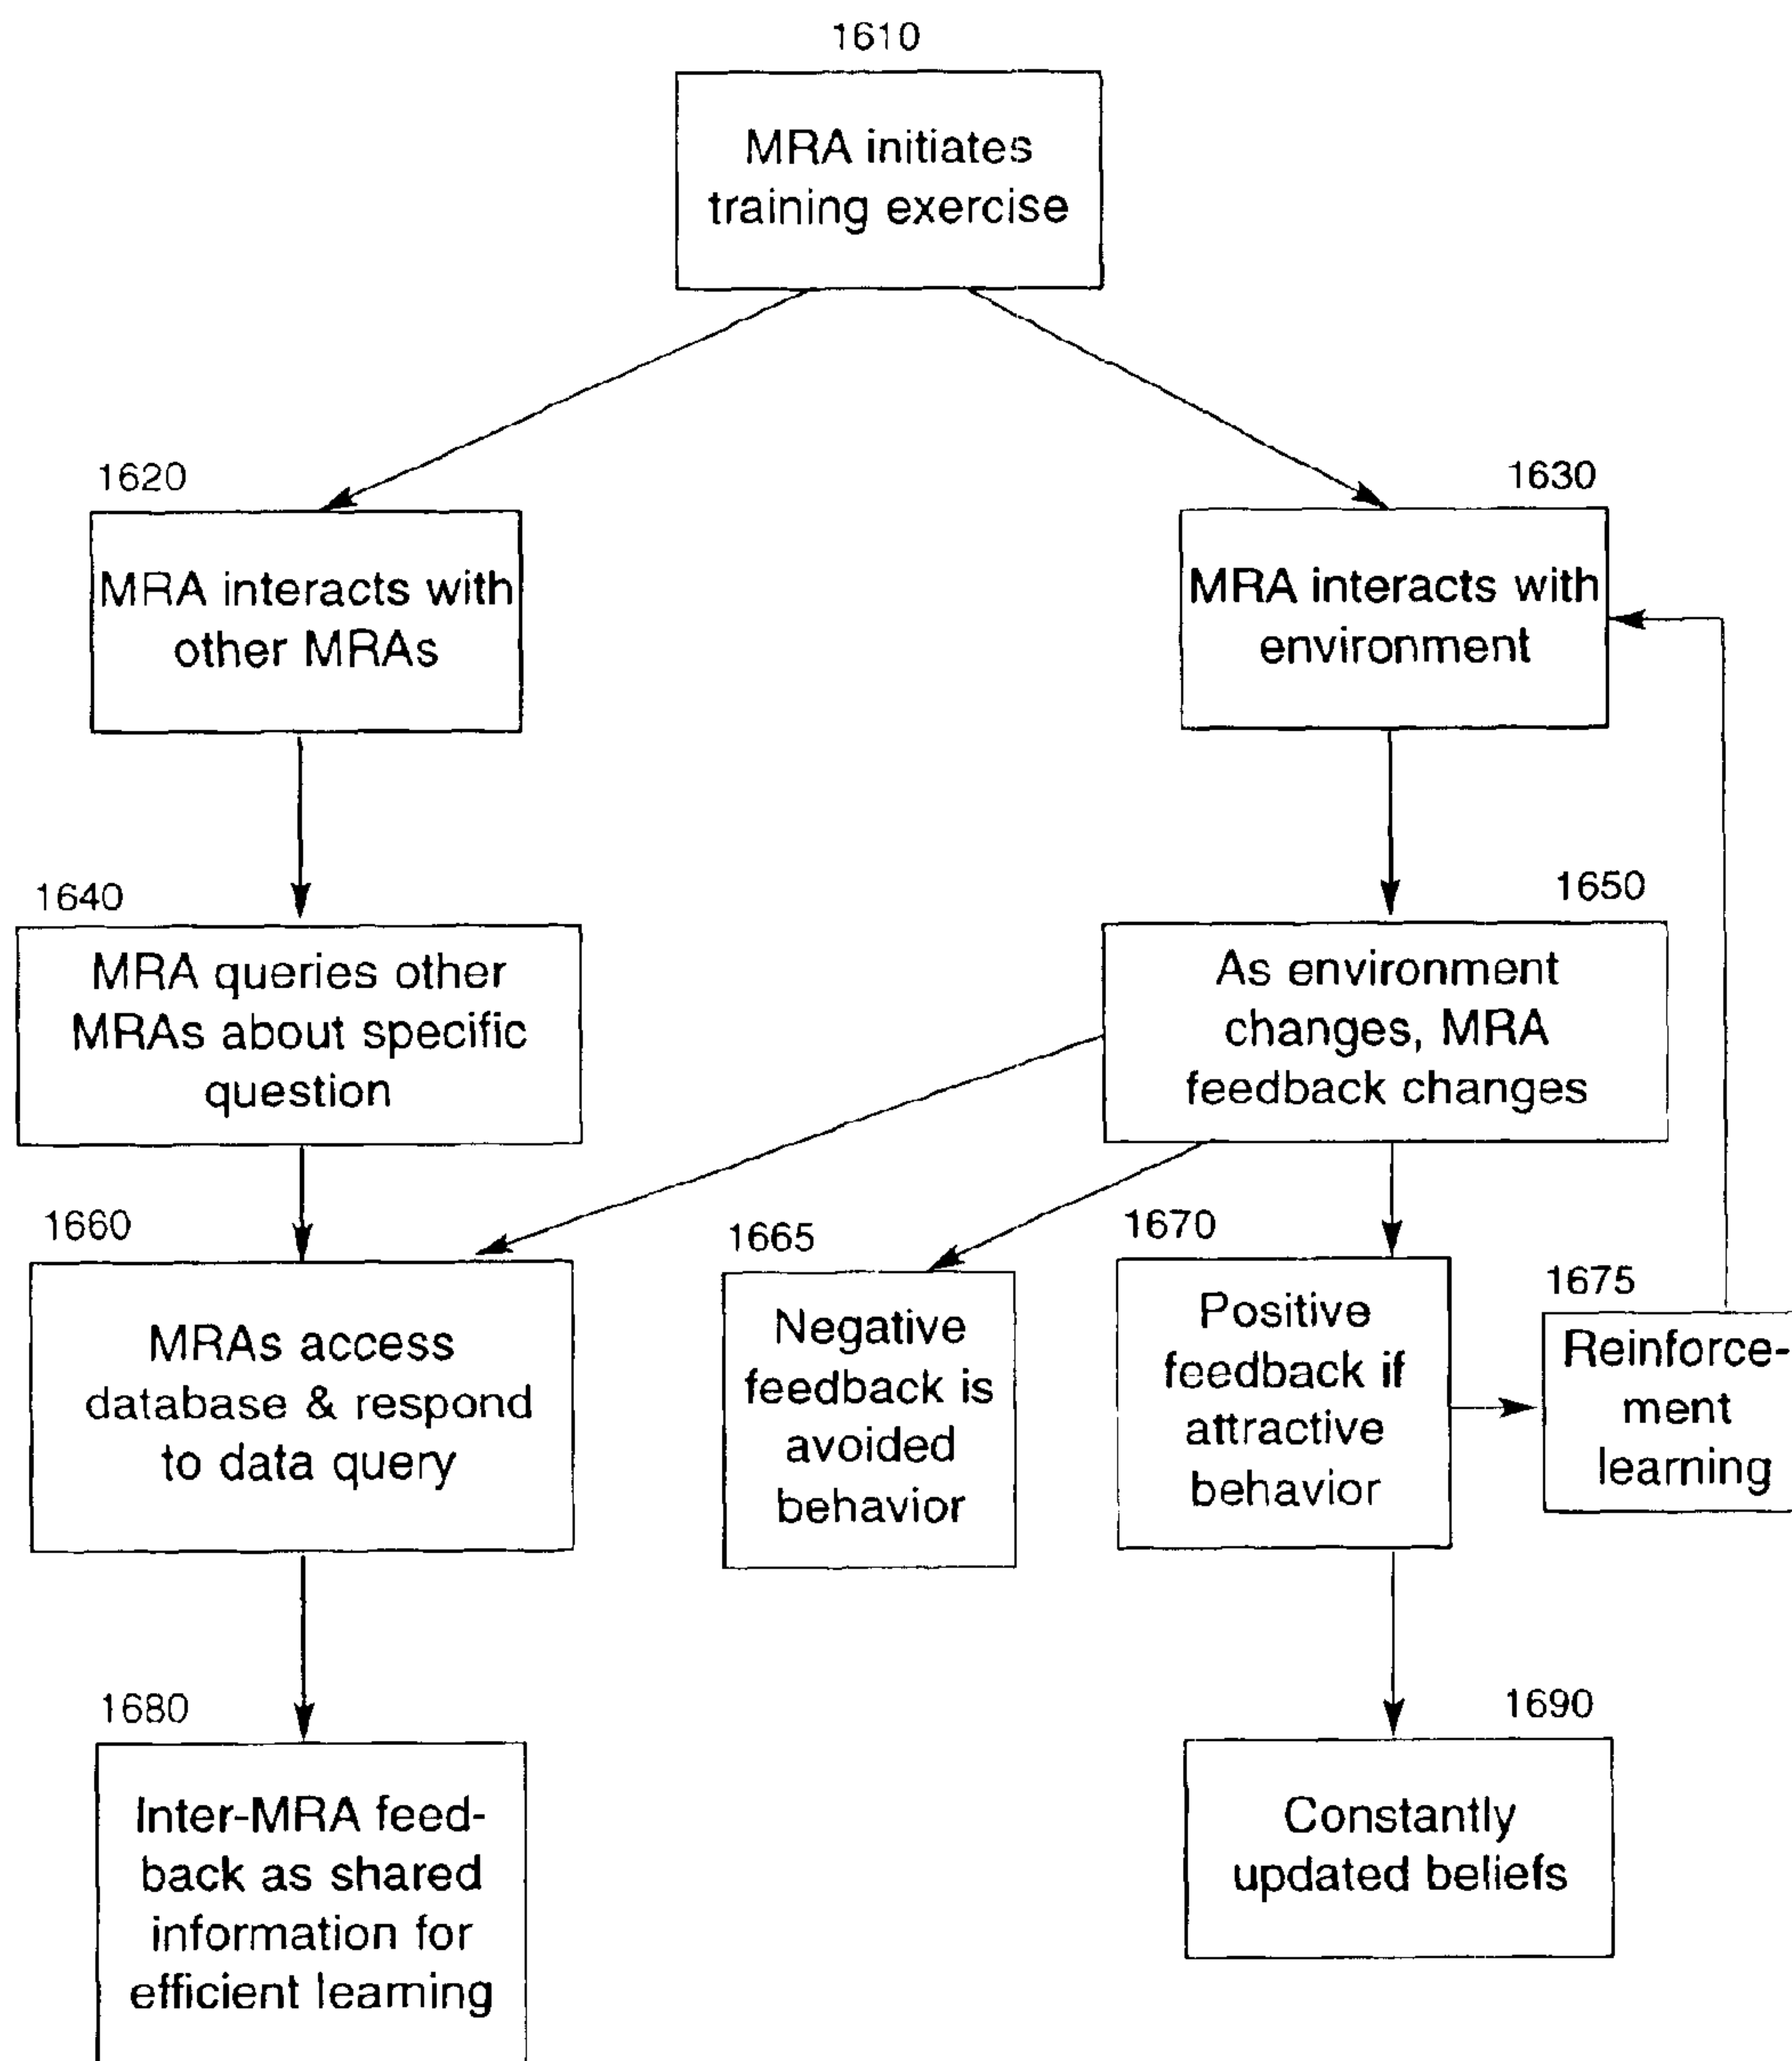 1610
MRA initiates
training exercise
1620
MRA interacts with
other MRAs
1630
MRA interacts with
environment
1640
MRA queries other
MRAs about specific
question
1650
As environment
changes, MRA
feedback changes
1660
MRAs access
database & respond
to data query
1665
Negative
feedback is
avoided
behavior
1670
Positive
feedback if
attractive
behavior
1675
Reinforce-
ment
learning
1680
Inter-MRA feed-
back as shared
information for
efficient learning
1690
Constantly
updated beliefs